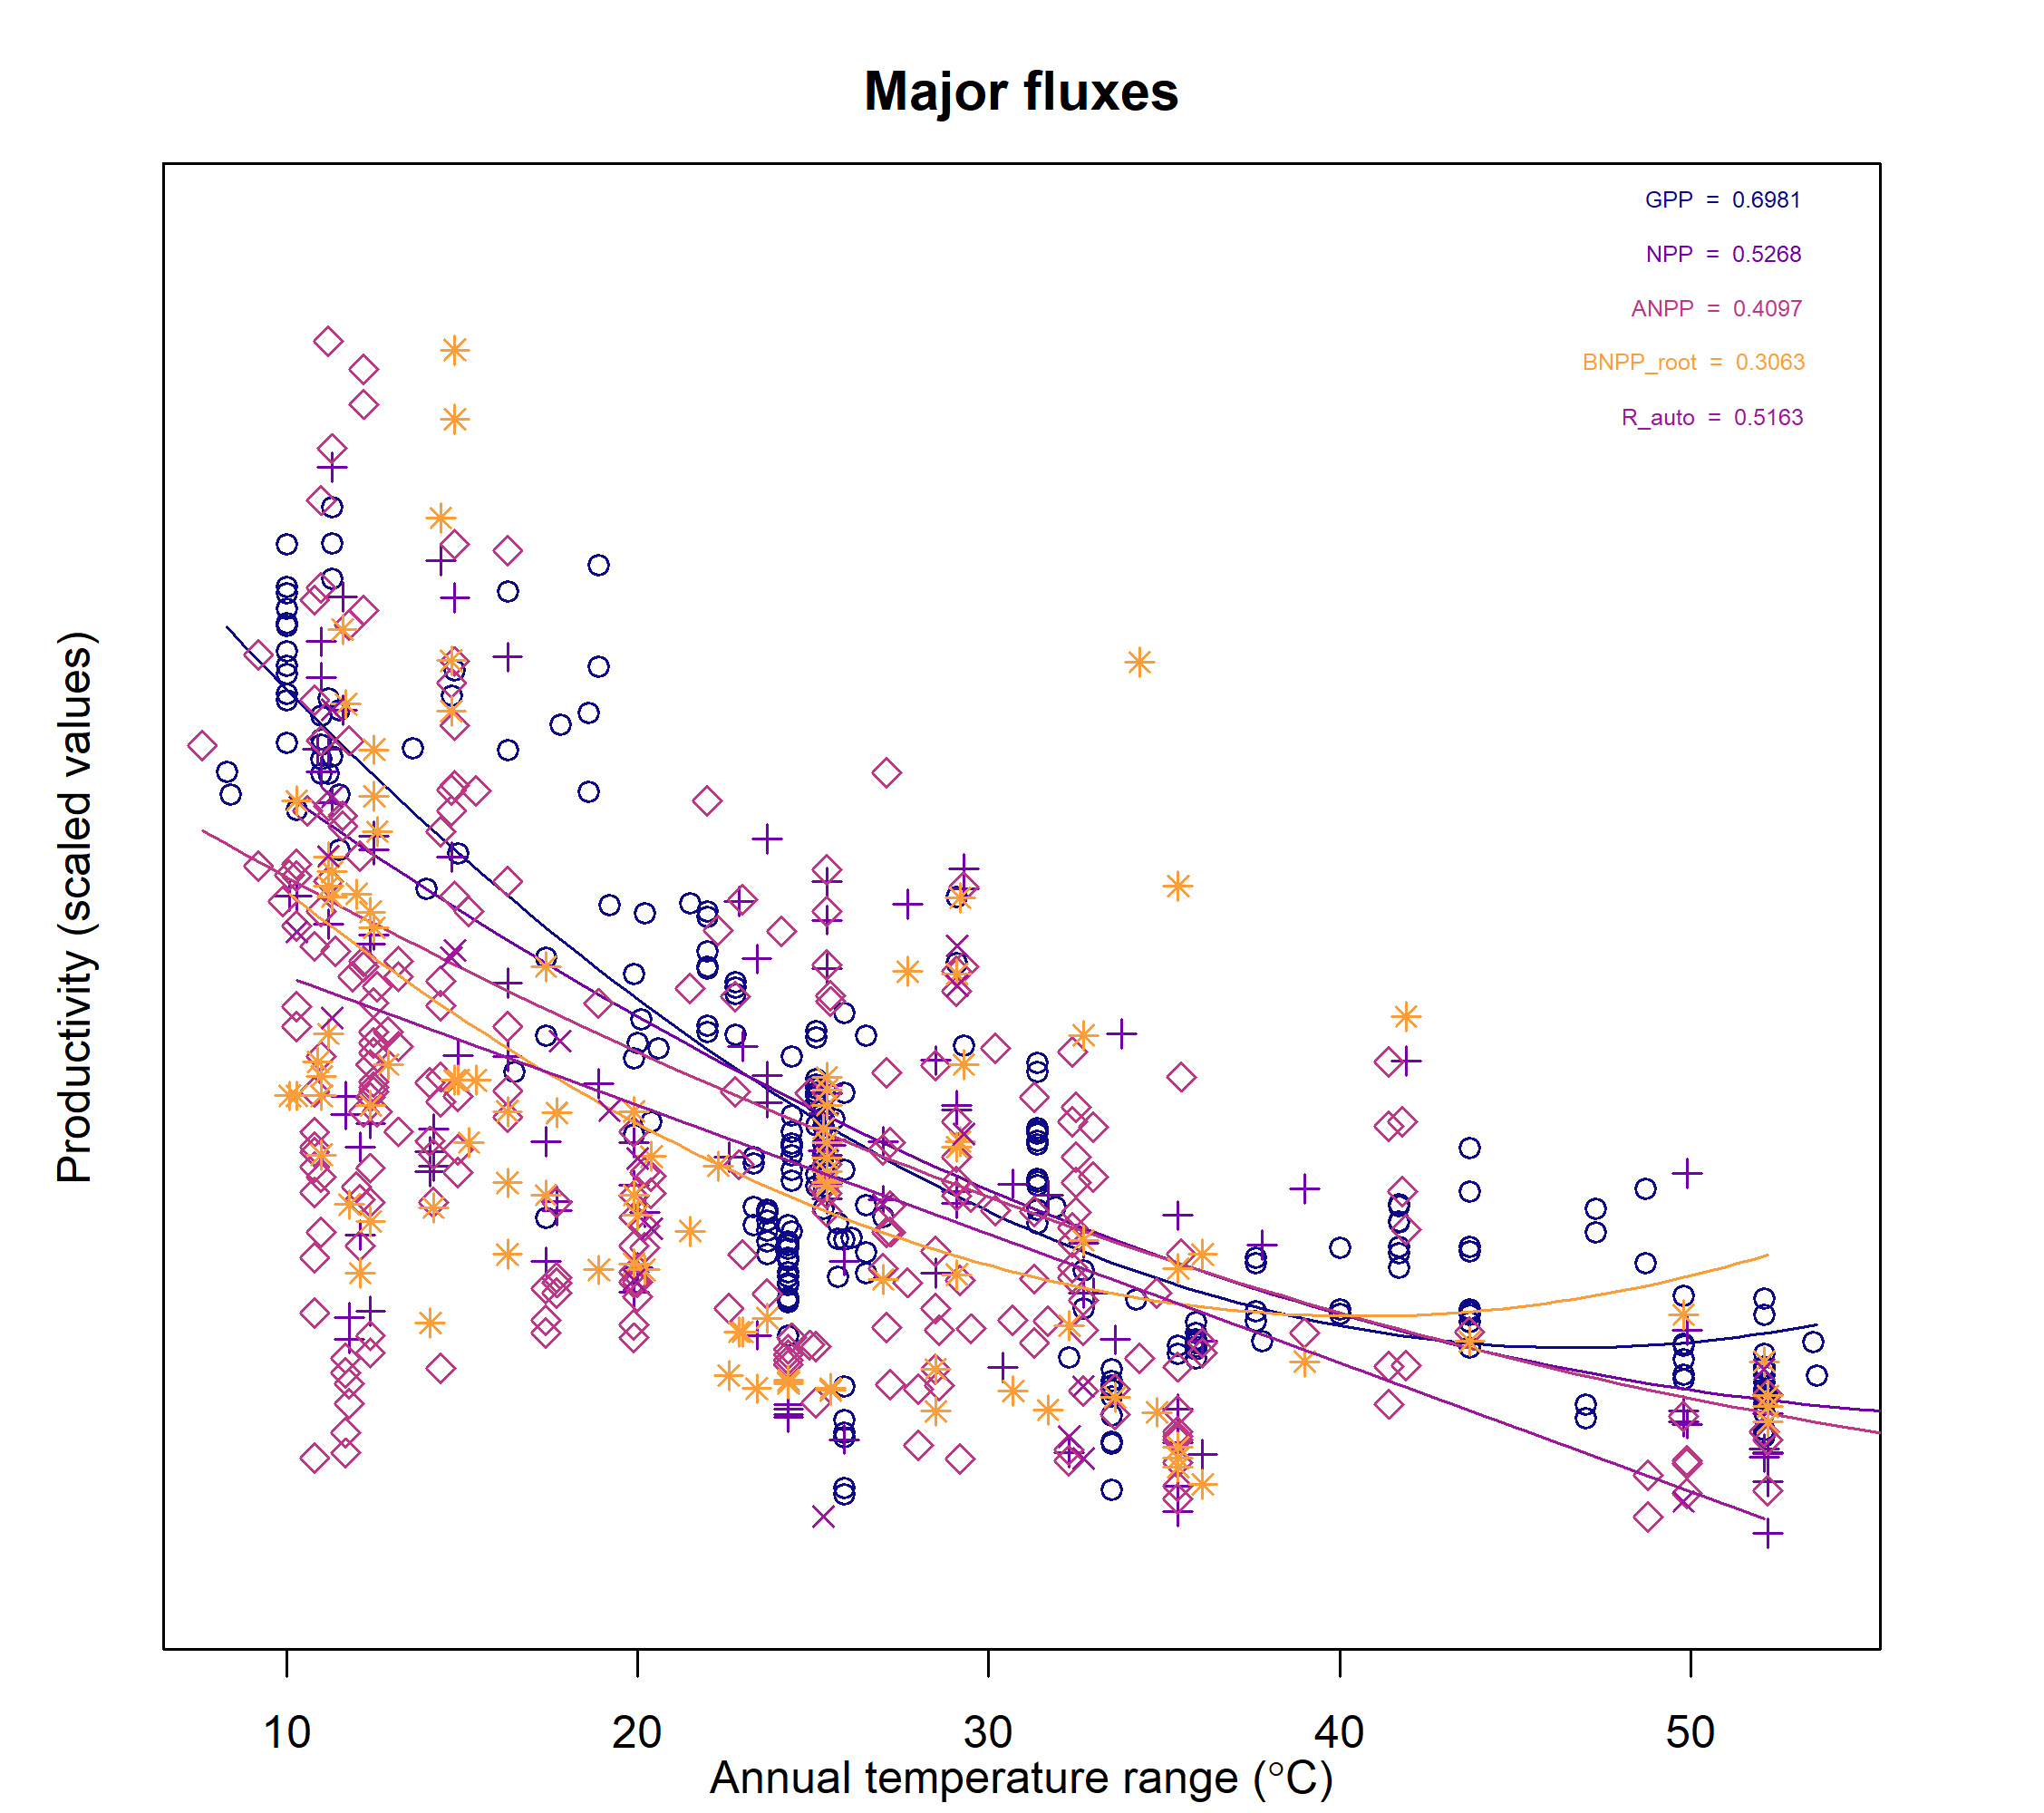 Major fluxes
GPP = 0.6981
NPP = 0.5268
ANPP = 0.4097
BNPP_root = 0.3063
R_auto = 0.5163
Productivity (scaled values)
10 20 30 40 50
Annual temperature range (°C)